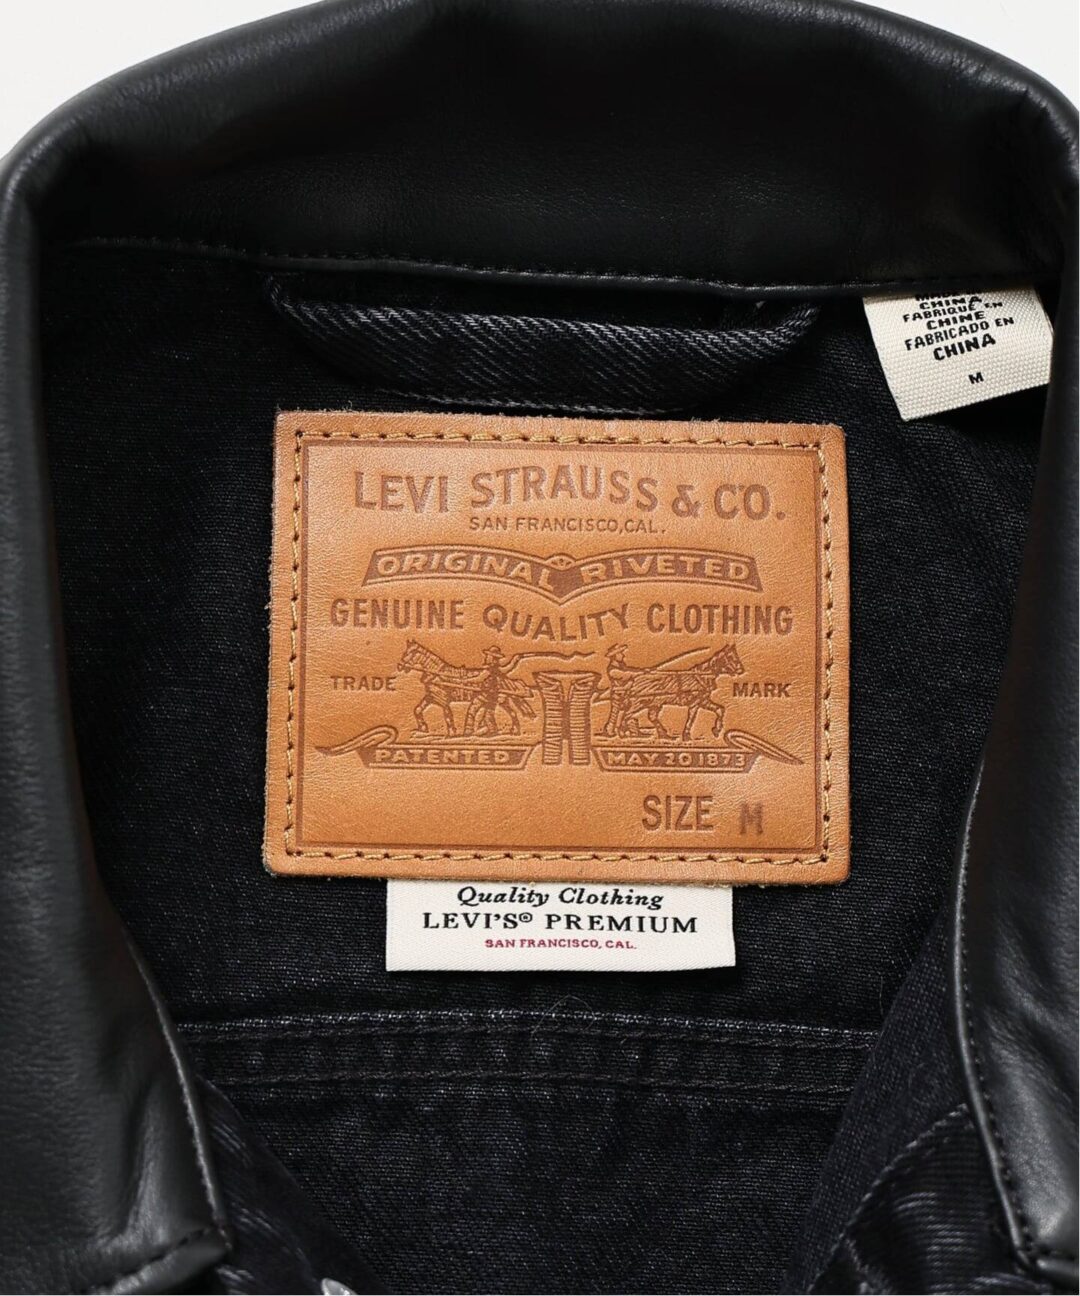 CHINA
FABRIQUÉ EN
CHINE
FABRICADO EN
CHINA
M
LEVI STRAUSS & CO.
SAN FRANCISCO, CAL.
ORIGINAL RIVETED
GENUINE QUALITY CLOTHING
TRADE MARK
PATENTED MAY 20 1873
SIZE M
Quality Clothing
LEVI'S® PREMIUM
SAN FRANCISCO, CAL.